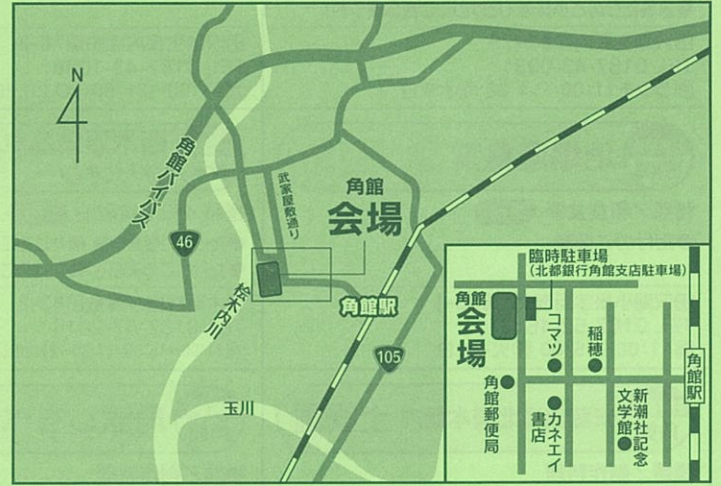 N
角館バイパス
46
武家屋敷通り
角館
会場
桧木内川
角館駅
105
玉川
臨時駐車場
(北都銀行角館支店駐車場)
角館
会場
コマツ
稲穂
角館駅
角館郵便局
カネエイ
書店
新潮社記念
文学館